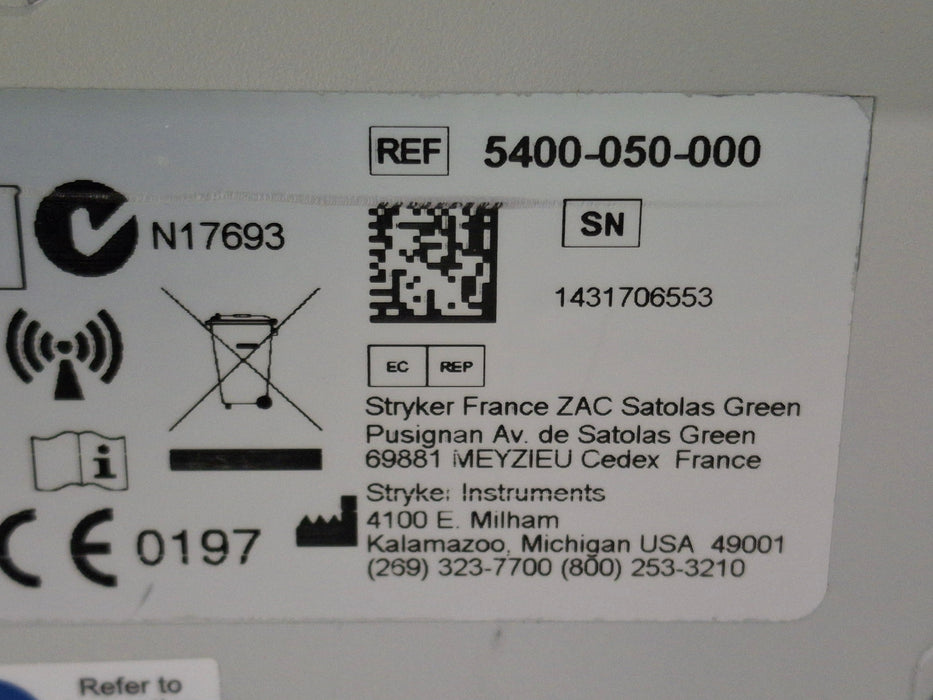 REF 5400-050-000
N17693
SN
1431706553
EC REP
Stryker France ZAC Satolas Green
Pusignan Av. de Satolas Green
69881 MEYZIEU Cedex France
Stryker Instruments
4100 E. Milham
Kalamazoo, Michigan USA 49001
(269) 323-7700 (800) 253-3210
i
CE 0197
Refer to